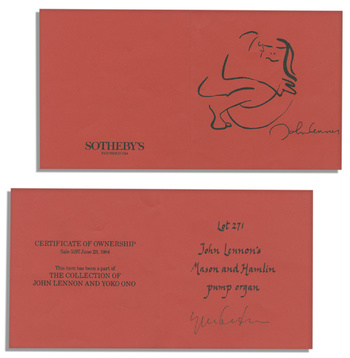 SOTHEBY'S
John Lennon
CERTIFICATE OF OWNERSHIP
This item has been a part of
THE COLLECTION OF
JOHN LENNON AND YOKO ONO
Lot 271
John Lennon's
Mason and Hamlin
pump organ